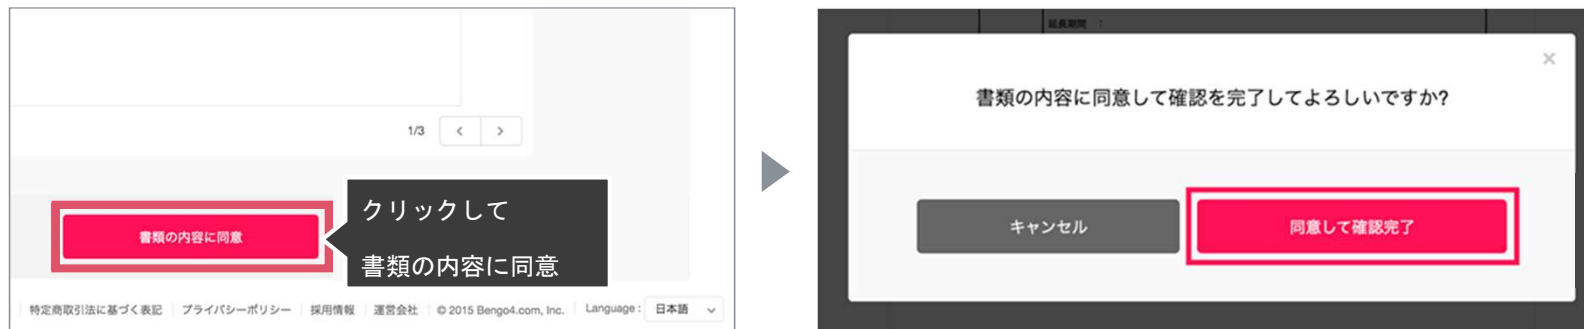 1/3
書類の内容に同意
クリックして
書類の内容に同意
特定商取引法に基づく表記 プライバシーポリシー 採用情報 運営会社 © 2015 Bengo4.com, Inc. Language : 日本語
延長期間 :
書類の内容に同意して確認を完了してよろしいですか?
キャンセル
同意して確認完了